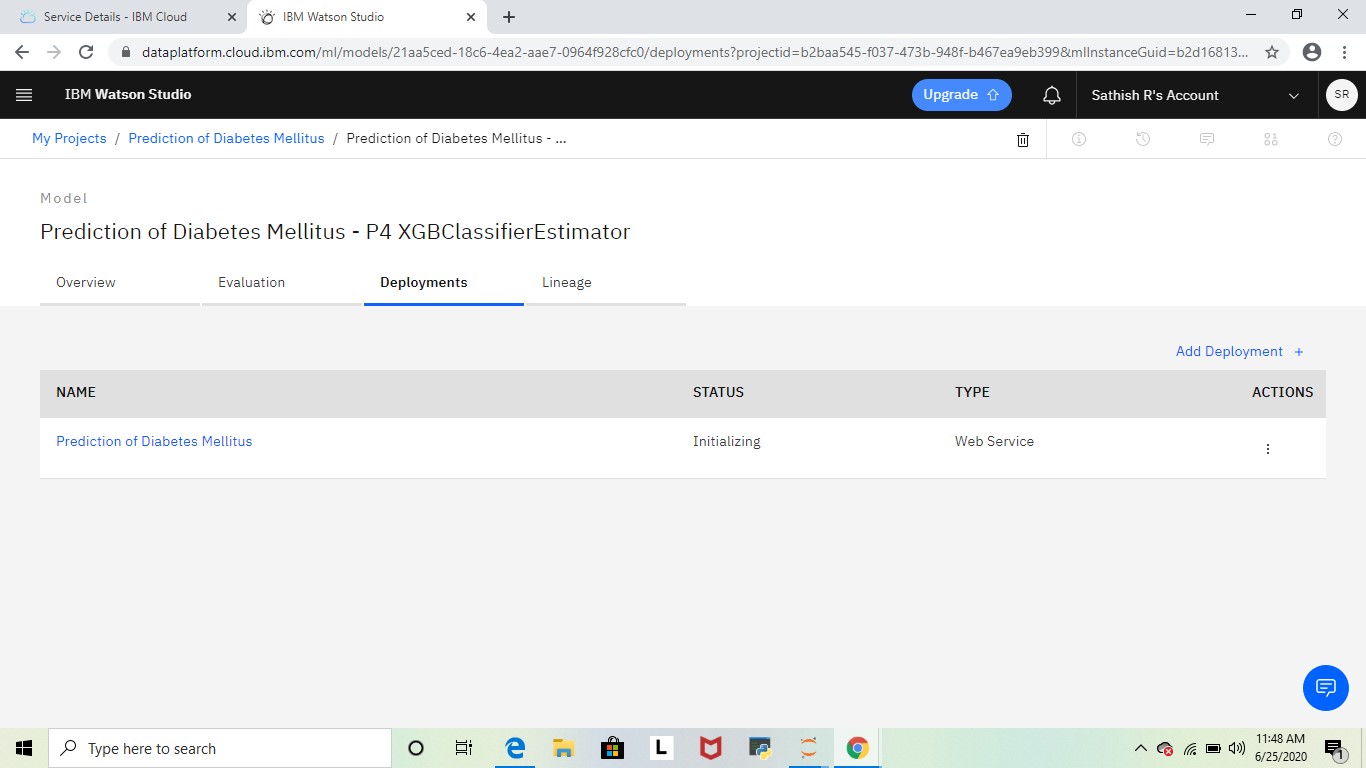 Service Details - IBM Cloud
IBM Watson Studio
dataplatform.cloud.ibm.com/ml/models/21aa5ced-18c6-4ea2-aae7-0964f928cfc0/deployments?projectid=b2baa545-f037-473b-948f-b467ea9eb399&mlInstanceGuid=b2d16813...
IBM Watson Studio
Upgrade
Sathish R's Account
SR
My Projects / Prediction of Diabetes Mellitus / Prediction of Diabetes Mellitus - ...
Model
Prediction of Diabetes Mellitus - P4 XGBClassifierEstimator
Overview Evaluation Deployments Lineage
Add Deployment +
NAME STATUS TYPE ACTIONS
Prediction of Diabetes Mellitus Initializing Web Service
Type here to search
L
11:48 AM
6/25/2020
1